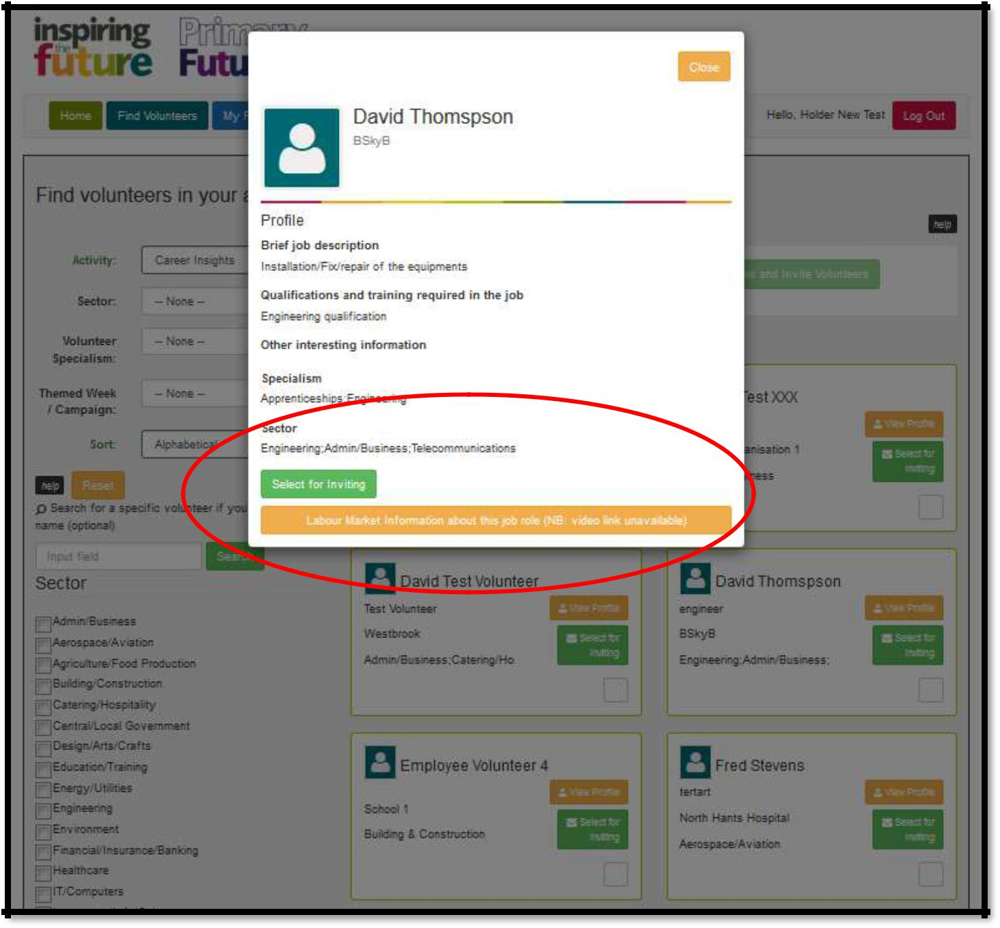 inspiring
the
future
Primary
Futu
Close
Home
Find Volunteers
My F
Hello, Holder New Test
Log Out
David Thomspson
BSkyB
Find volunteers in your a
help
Profile
Brief job description
Installation/Fix/repair of the equipments
Qualifications and training required in the job
Engineering qualification
Other interesting information
Specialism
Apprenticeships;Engineering
Sector
Engineering;Admin/Business;Telecommunications
Select for Inviting
Labour Market Information about this job role (NB: video link unavailable)
Activity:
Career Insights
and Invite Volunteers
Sector:
-- None --
Volunteer
Specialism:
-- None --
Themed Week
/ Campaign:
-- None --
Sort:
Alphabetical
help
Reset
Search for a specific volunteer if you
name (optional)
Input field
Search
Sector
Admin/Business
Aerospace/Aviation
Agriculture/Food Production
Building/Construction
Catering/Hospitality
Central/Local Government
Design/Arts/Crafts
Education/Training
Energy/Utilities
Engineering
Environment
Financial/Insurance/Banking
Healthcare
IT/Computers
Test XXX
View Profile
anisation 1
Select for
Inviting
ness
David Test Volunteer
Test Volunteer
View Profile
Westbrook
Select for
Inviting
Admin/Business;Catering/Ho
David Thomspson
engineer
View Profile
BSkyB
Select for
Inviting
Engineering;Admin/Business;
Employee Volunteer 4
View Profile
School 1
Select for
Inviting
Building & Construction
Fred Stevens
tertart
View Profile
North Hants Hospital
Select for
Inviting
Aerospace/Aviation